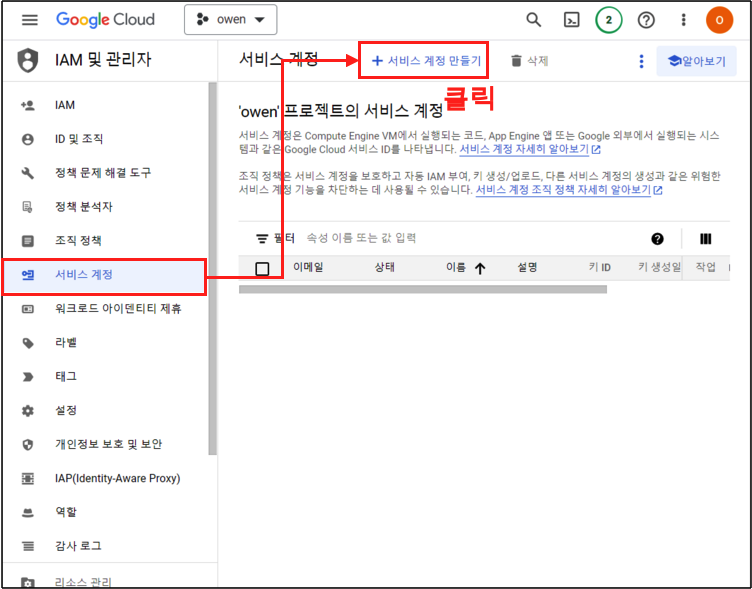 Google Cloud
owen
2
O
IAM 및 관리자
서비스 계정
서비스 계정 만들기
삭제
알아보기
클릭
IAM
ID 및 조직
정책 문제 해결 도구
정책 분석자
조직 정책
서비스 계정
워크로드 아이덴티티 제휴
라벨
태그
설정
개인정보 보호 및 보안
IAP(Identity-Aware Proxy)
역할
감사 로그
리소스 관리
'owen' 프로젝트의 서비스 계정
서비스 계정은 Compute Engine VM에서 실행되는 코드, App Engine 앱 또는 Google 외부에서 실행되는 시스
템과 같은 Google Cloud 서비스 ID를 나타냅니다. 서비스 계정 자세히 알아보기
조직 정책은 서비스 계정을 보호하고 자동 IAM 부여, 키 생성/업로드, 다른 서비스 계정의 생성과 같은 위험한
서비스 계정 기능을 차단하는 데 사용될 수 있습니다. 서비스 계정 조직 정책 자세히 알아보기
필터 속성 이름 또는 값 입력
이메일 상태 이름 설명 키 ID 키 생성일 작업